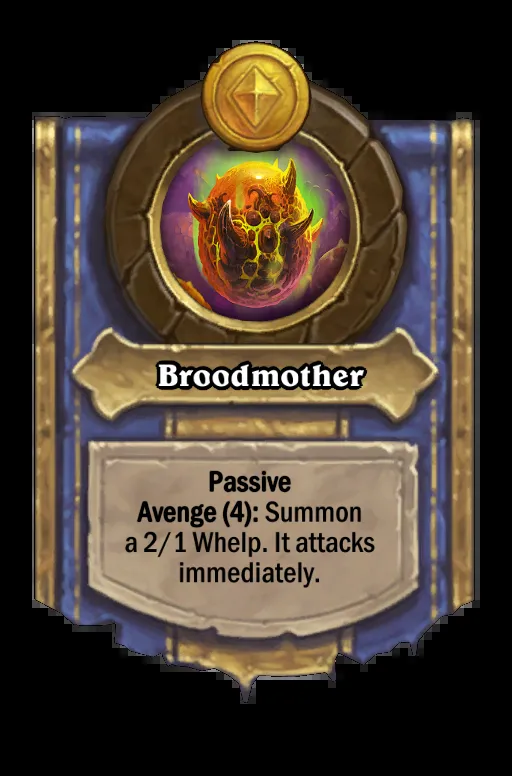 Broodmother
Passive
Avenge (4): Summon
a 2/1 Whelp. It attacks
immediately.